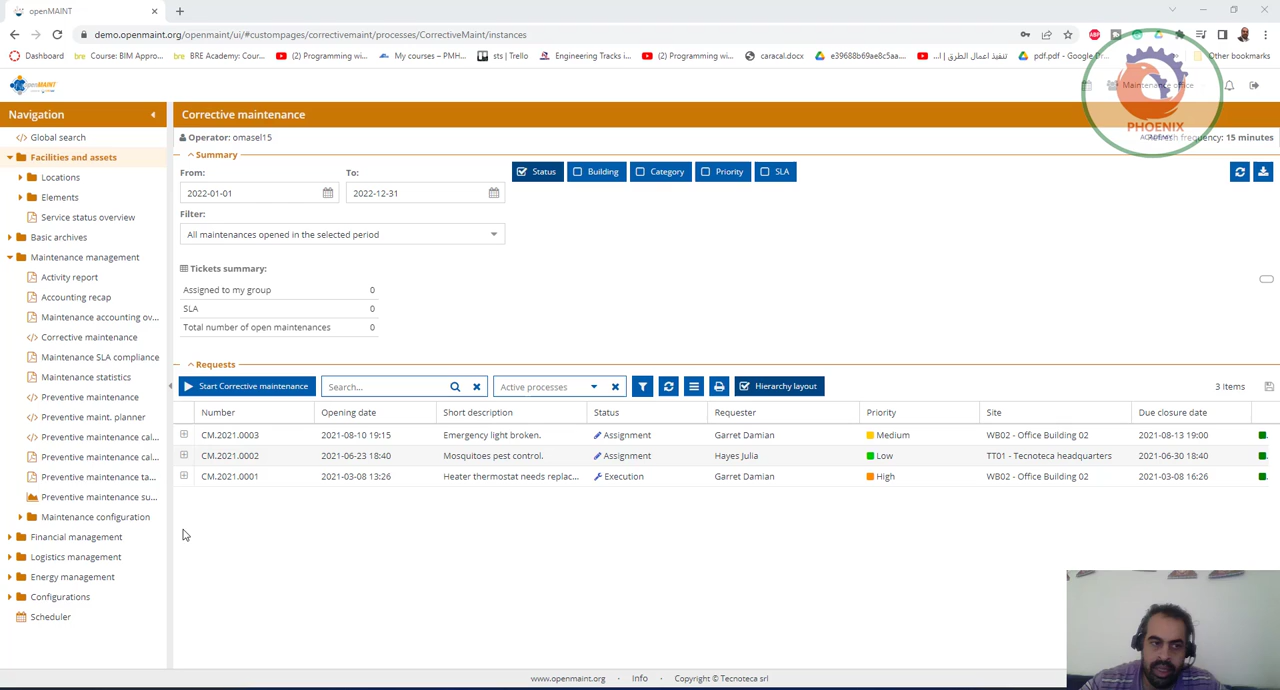 openMAINT
demo.openmaint.org/openmaint/ui/#custompages/correctivemaint/processes/CorrectiveMaint/instances
Dashboard
bre Course: BIM Appro...
bre BRE Academy: Cour...
(2) Programming wi...
My courses – PMH...
sts | Trello
Engineering Tracks i...
(2) Programming wi...
caracal.docx
e39688b69ae8c5aa...
تنفيذ اعمال الطرق | ا...
pdf.pdf - Google
Other bookmarks
openMAINT
Maintenance office
PHOENIX
ACADEMY
Navigation
Global search
Facilities and assets
Locations
Elements
Service status overview
Basic archives
Maintenance management
Activity report
Accounting recap
Maintenance accounting ov...
Corrective maintenance
Maintenance SLA compliance
Maintenance statistics
Preventive maintenance
Preventive maint. planner
Preventive maintenance cal...
Preventive maintenance cal...
Preventive maintenance ta...
Preventive maintenance su...
Maintenance configuration
Financial management
Logistics management
Energy management
Configurations
Scheduler
Corrective maintenance
Operator: omasel15
frequency: 15 minutes
Summary
From:
To:
2022-01-01
2022-12-31
Status
Building
Category
Priority
SLA
Filter:
All maintenances opened in the selected period
Tickets summary:
Assigned to my group 0
SLA 0
Total number of open maintenances 0
Requests
Start Corrective maintenance
Search...
Active processes
Hierarchy layout
3 Items
Number Opening date Short description Status Requester Priority Site Due closure date
CM.2021.0003 2021-08-10 19:15 Emergency light broken. Assignment Garret Damian Medium WB02 - Office Building 02 2021-08-13 19:00
CM.2021.0002 2021-06-23 18:40 Mosquitoes pest control. Assignment Hayes Julia Low TT01 - Tecnoteca headquarters 2021-06-30 18:40
CM.2021.0001 2021-03-08 13:26 Heater thermostat needs replac... Execution Garret Damian High WB02 - Office Building 02 2021-03-08 16:26
www.openmaint.org · Info · Copyright © Tecnoteca srl